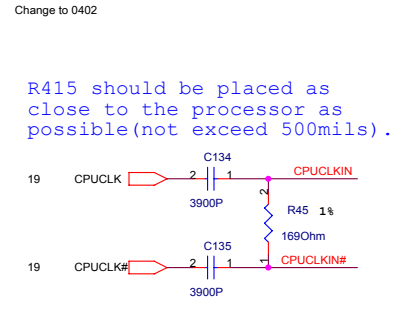 Change to 0402
R415 should be placed as
close to the processor as
possible(not exceed 500mils).
C134
19 CPUCLK 2 1 CPUCLKIN
3900P
2
R45 1%
169Ohm
C135
19 CPUCLK# 2 1 1 CPUCLKIN#
3900P